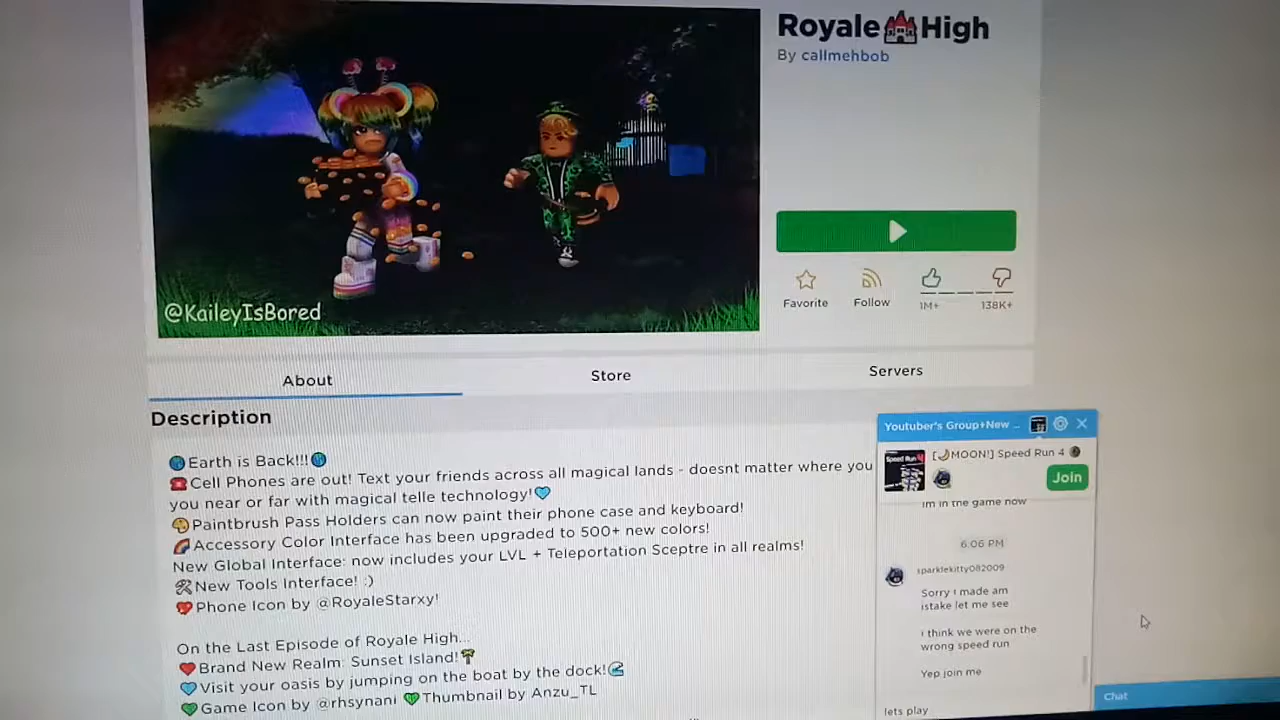 Royale🏰High
By callmehbob
@KaileyIsBored
Favorite
Follow
1M+
138K+
About
Store
Servers
Description
🌎Earth is Back!!!🌎
☎️Cell Phones are out! Text your friends across all magical lands - doesnt matter where you
you near or far with magical telle technology!💙
🎨Paintbrush Pass Holders can now paint their phone case and keyboard!
🌈Accessory Color Interface has been upgraded to 500+ new colors!
New Global Interface: now includes your LVL + Teleportation Sceptre in all realms!
🛠New Tools Interface! :)
💖Phone Icon by @RoyaleStarxy!
On the Last Episode of Royale High...
❤️Brand New Realm: Sunset Island!🌴
💙Visit your oasis by jumping on the boat by the dock!🌊
💚Game Icon by @rhsynani 💚Thumbnail by Anzu_TL
Youtuber's Group+New ...
Speed Run 4
[🌙MOON!] Speed Run 4 🌑
Join
im in the game now
6:06 PM
sparklekitty082009
Sorry I made am
istake let me see
i think we were on the
wrong speed run
Yep join me
lets play
Chat